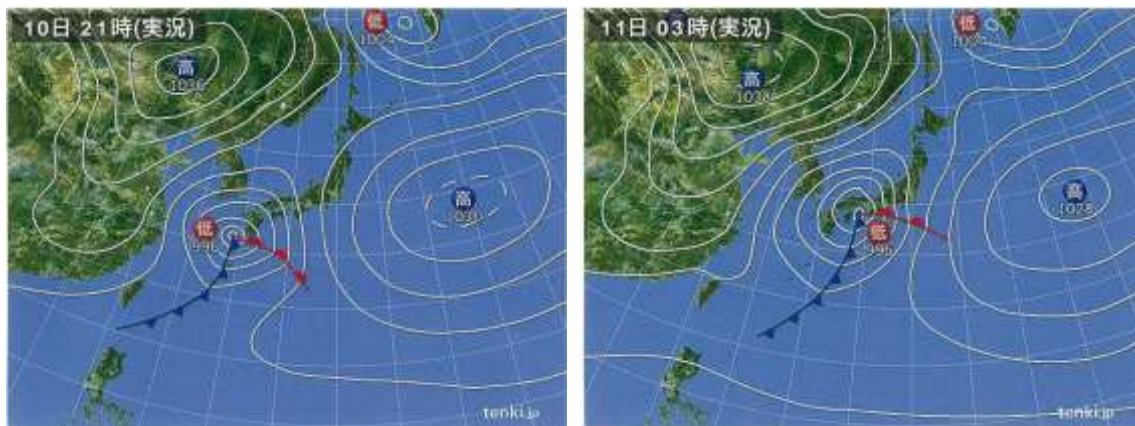 10日 21時(実況)
低
高
1036
高
1030
低
996
tenki.jp
11日 03時(実況)
低
高
1038
高
1028
低
996
tenki.jp